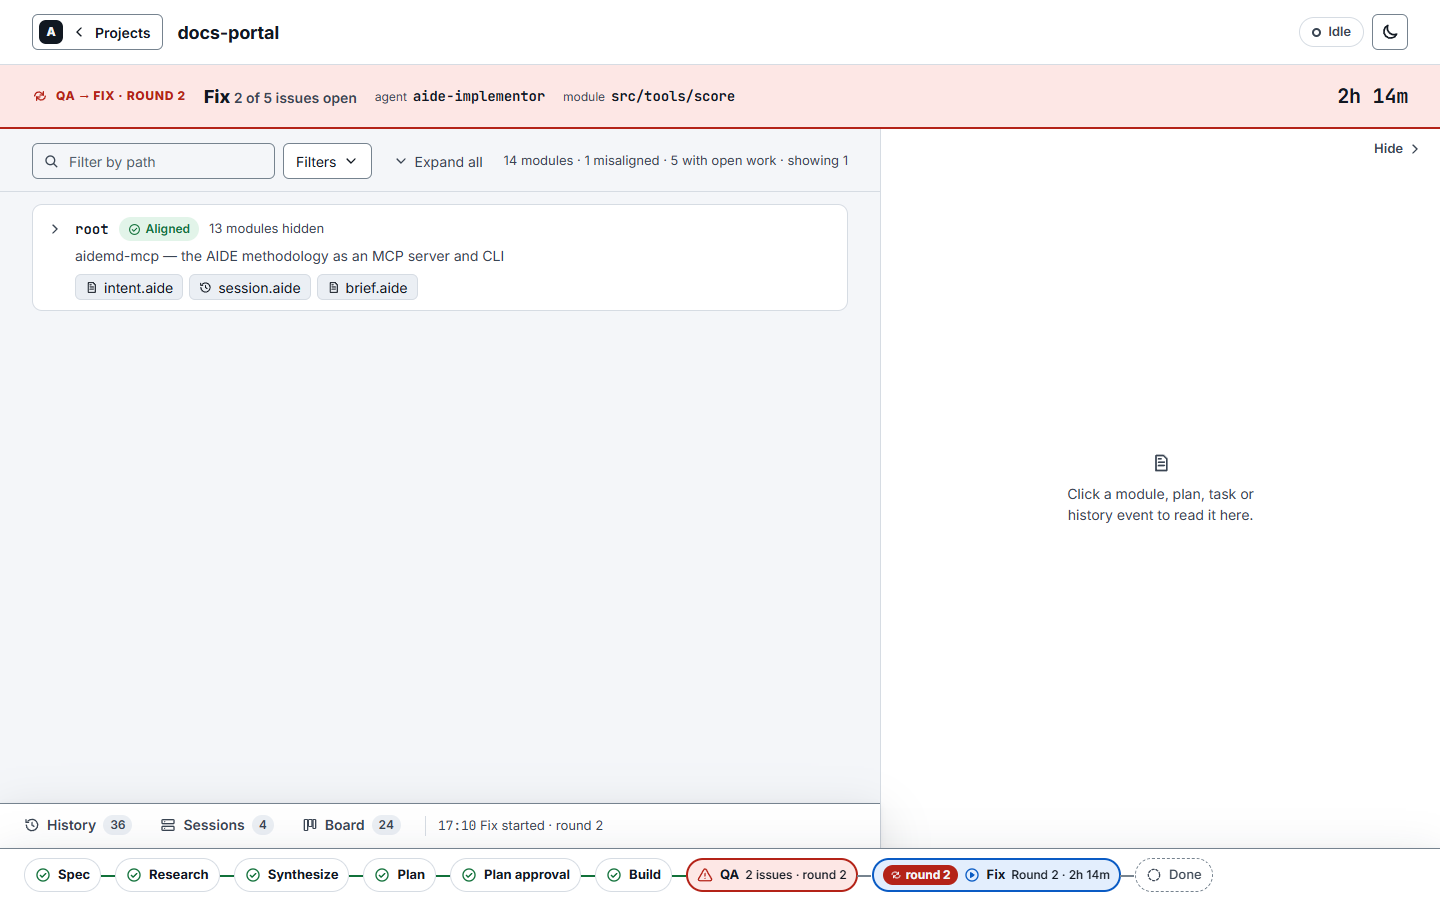 A Projects docs-portal Idle
QA → FIX · ROUND 2 Fix 2 of 5 issues open agent aide-implementor module src/tools/score 2h 14m
Filter by path Filters Expand all 14 modules · 1 misaligned · 5 with open work · showing 1
Hide
root Aligned 13 modules hidden
aidemd-mcp — the AIDE methodology as an MCP server and CLI
intent.aide session.aide brief.aide
Click a module, plan, task or
history event to read it here.
History 36 Sessions 4 Board 24 17:10 Fix started · round 2
Spec Research Synthesize Plan Plan approval Build QA 2 issues · round 2 round 2 Fix Round 2 · 2h 14m Done